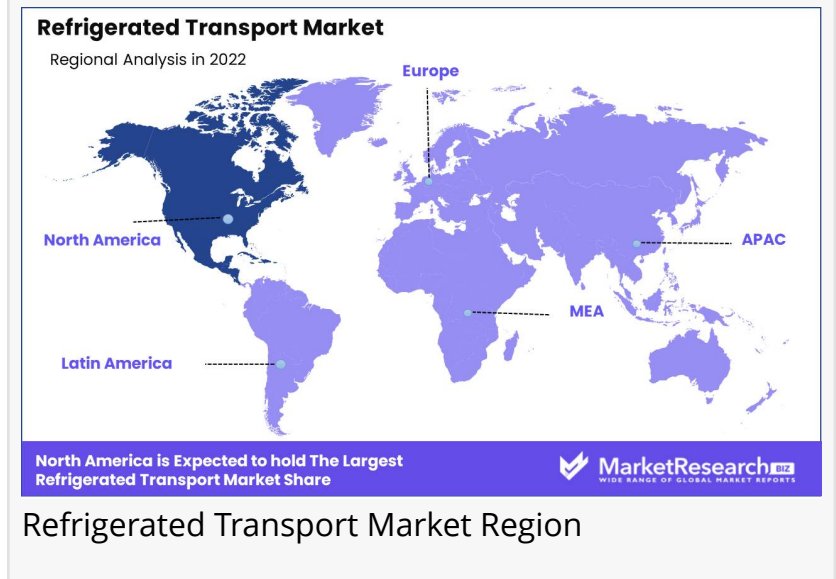 Refrigerated Transport Market
Regional Analysis in 2022
Europe
North America
APAC
MEA
Latin America
North America is Expected to hold The Largest
Refrigerated Transport Market Share
MarketResearch BIZ
WIDE RANGE OF GLOBAL MARKET REPORTS
Refrigerated Transport Market Region